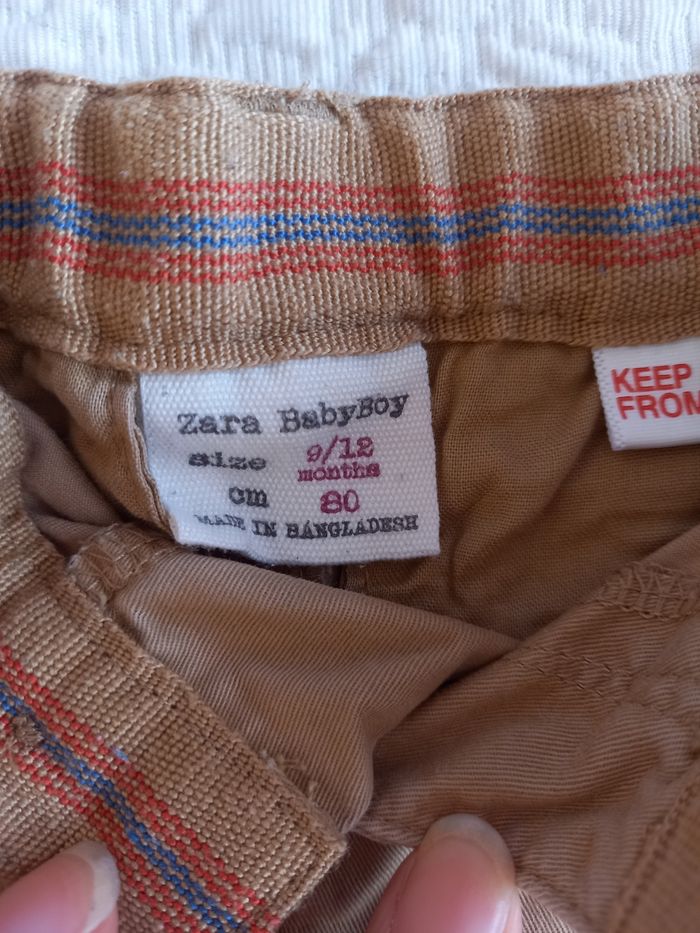 Zara BabyBoy
size 9/12
months
cm 80
MADE IN BANGLADESH
KEEP
FROM